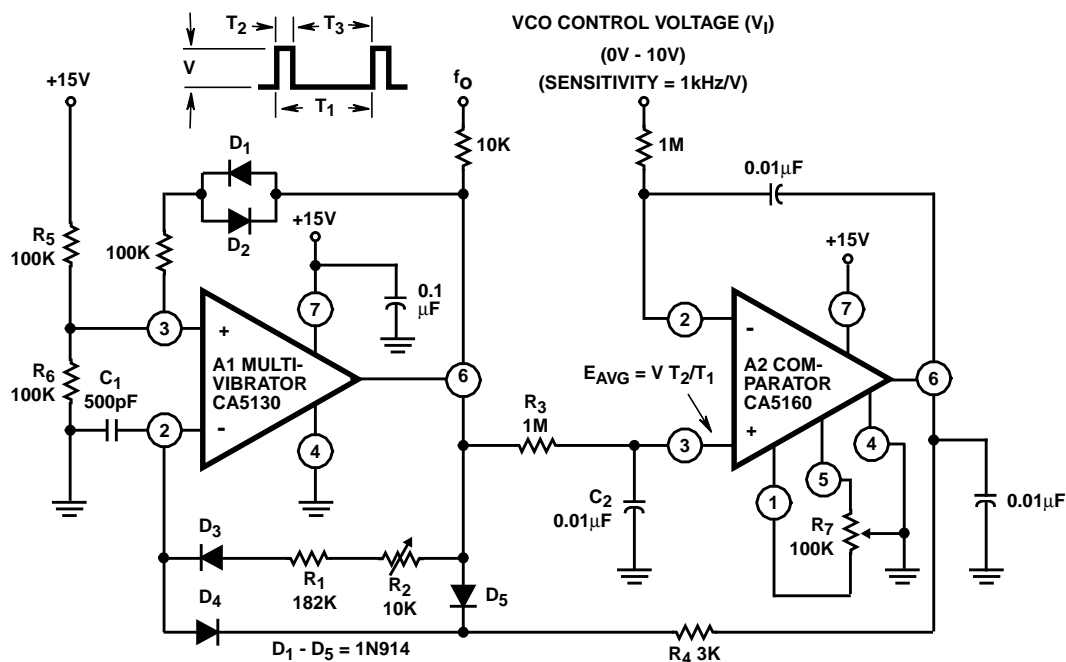 T2
T3
V
T1
VCO CONTROL VOLTAGE (VI)
(0V - 10V)
(SENSITIVITY = 1kHz/V)
+15V
fO
10K
1M
0.01μF
D1
D2
R5
100K
100K
+15V
0.1
μF
7
+15V
7
3
+
A1 MULTI-
VIBRATOR
CA5130
-
2
6
4
R6
100K
C1
500pF
2
-
A2 COM-
PARATOR
CA5160
+
6
EAVG = V T2/T1
R3
1M
3
4
5
1
C2
0.01μF
R7
100K
0.01μF
D3
R1
182K
R2
10K
D5
D4
D1 - D5 = 1N914
R4 3K